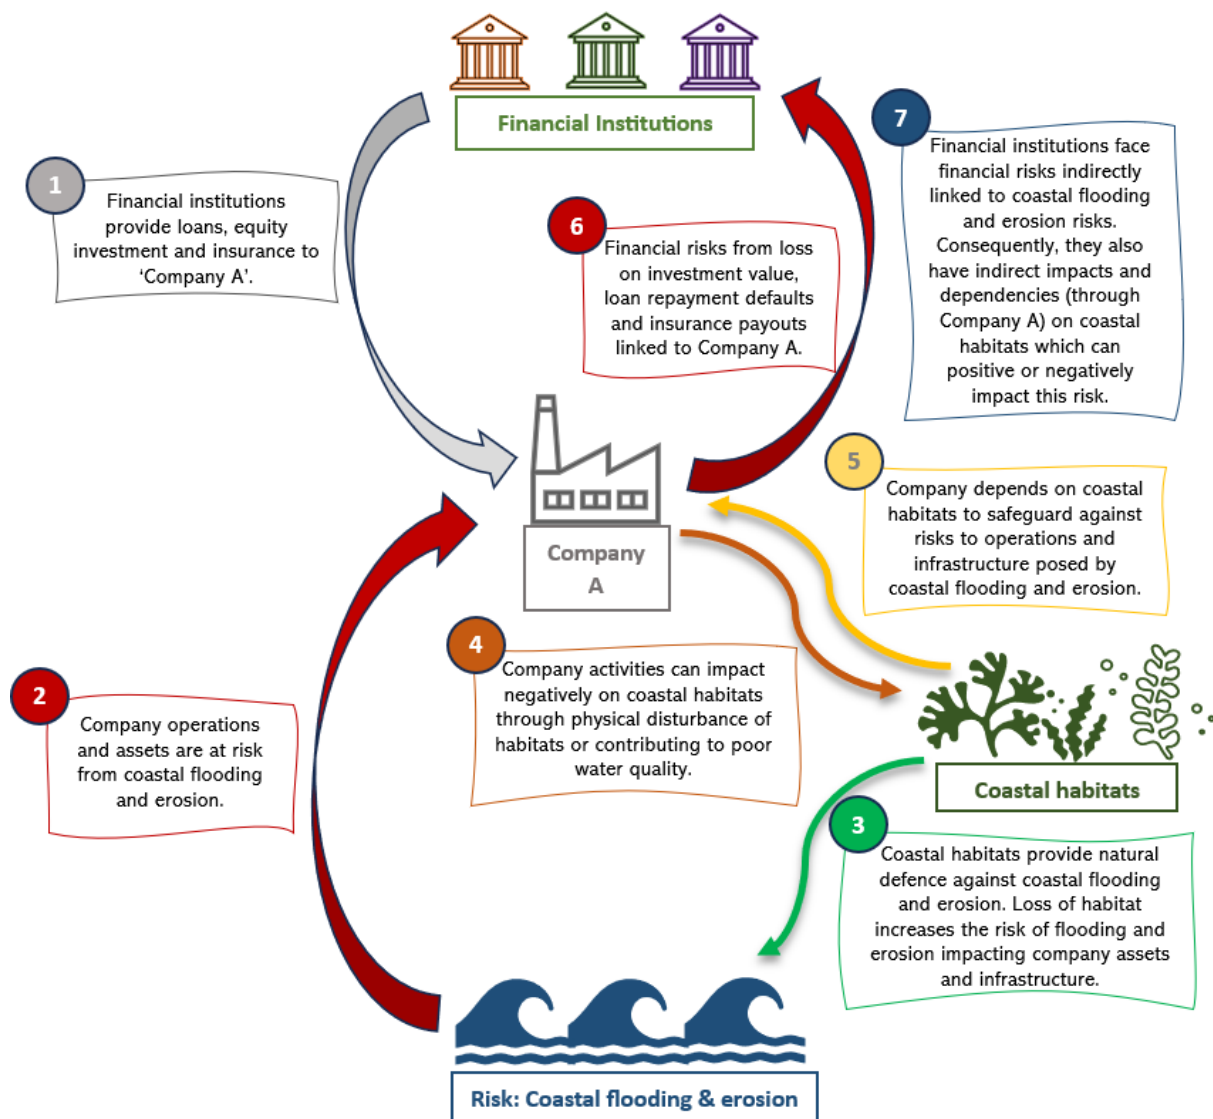 Financial Institutions
1
Financial institutions
provide loans, equity
investment and insurance to
‘Company A’.
7
Financial institutions face
financial risks indirectly
linked to coastal flooding
and erosion risks.
Consequently, they also
have indirect impacts and
dependencies (through
Company A) on coastal
habitats which can
positive or negatively
impact this risk.
6
Financial risks from loss
on investment value,
loan repayment defaults
and insurance payouts
linked to Company A.
5
Company depends on coastal
habitats to safeguard against
risks to operations and
infrastructure posed by
coastal flooding and erosion.
Company
A
4
Company activities can impact
negatively on coastal habitats
through physical disturbance of
habitats or contributing to poor
water quality.
2
Company operations
and assets are at risk
from coastal flooding
and erosion.
Coastal habitats
3
Coastal habitats provide natural
defence against coastal flooding
and erosion. Loss of habitat
increases the risk of flooding and
erosion impacting company assets
and infrastructure.
Risk: Coastal flooding & erosion